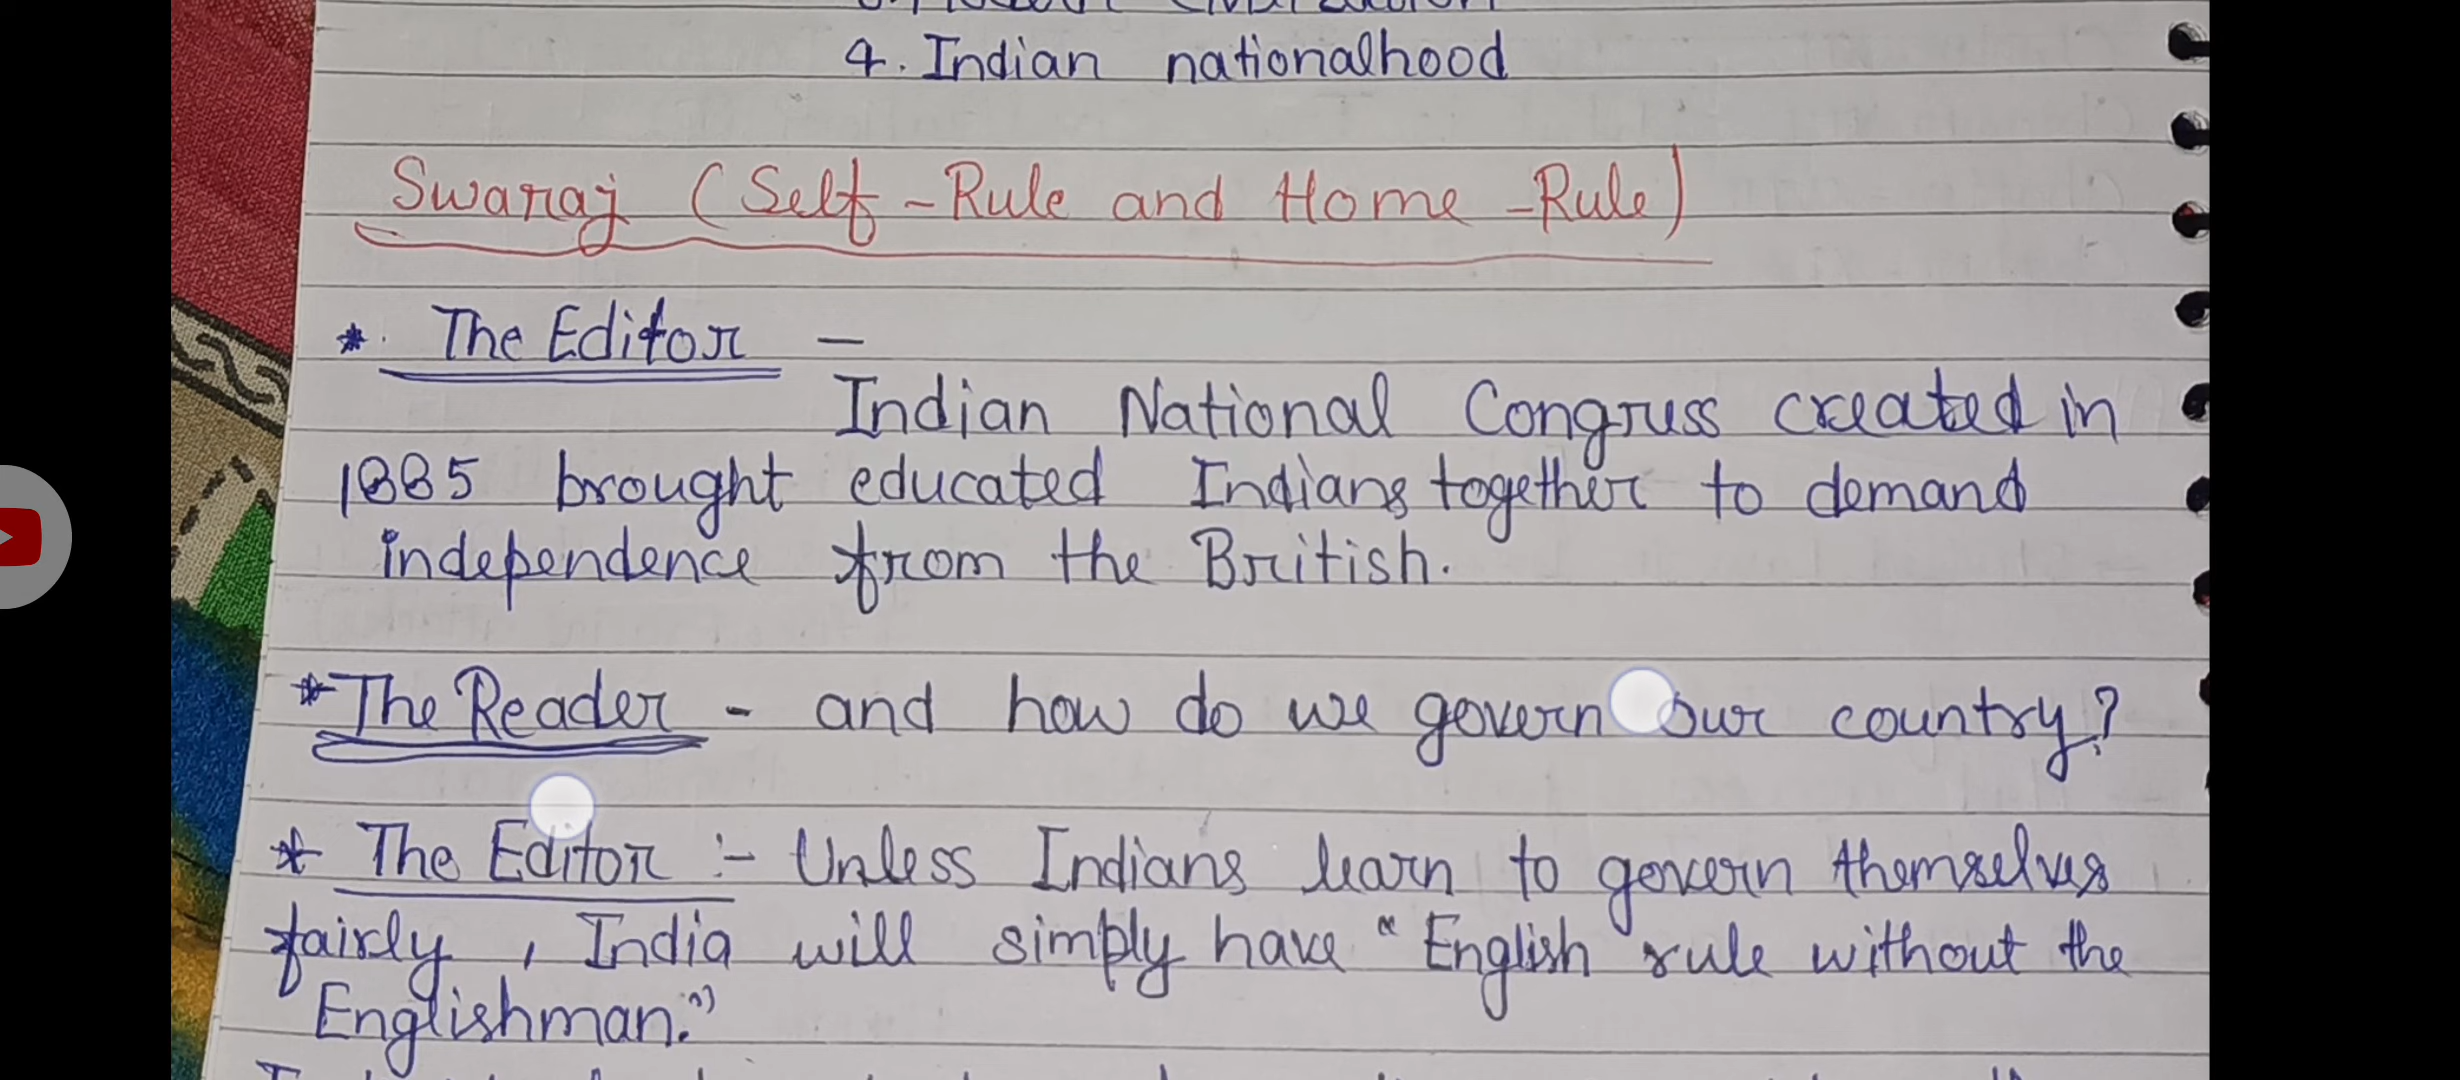 4. Indian nationalhood
Swaraj (Self-Rule and Home-Rule)
* The Editor -
Indian National Congress created in
1885 brought educated Indians together to demand
independence from the British.
* The Reader - and how do we govern our country?
* The Editor :- Unless Indians learn to govern themselves
fairly, India will simply have "English rule without the
Englishman."